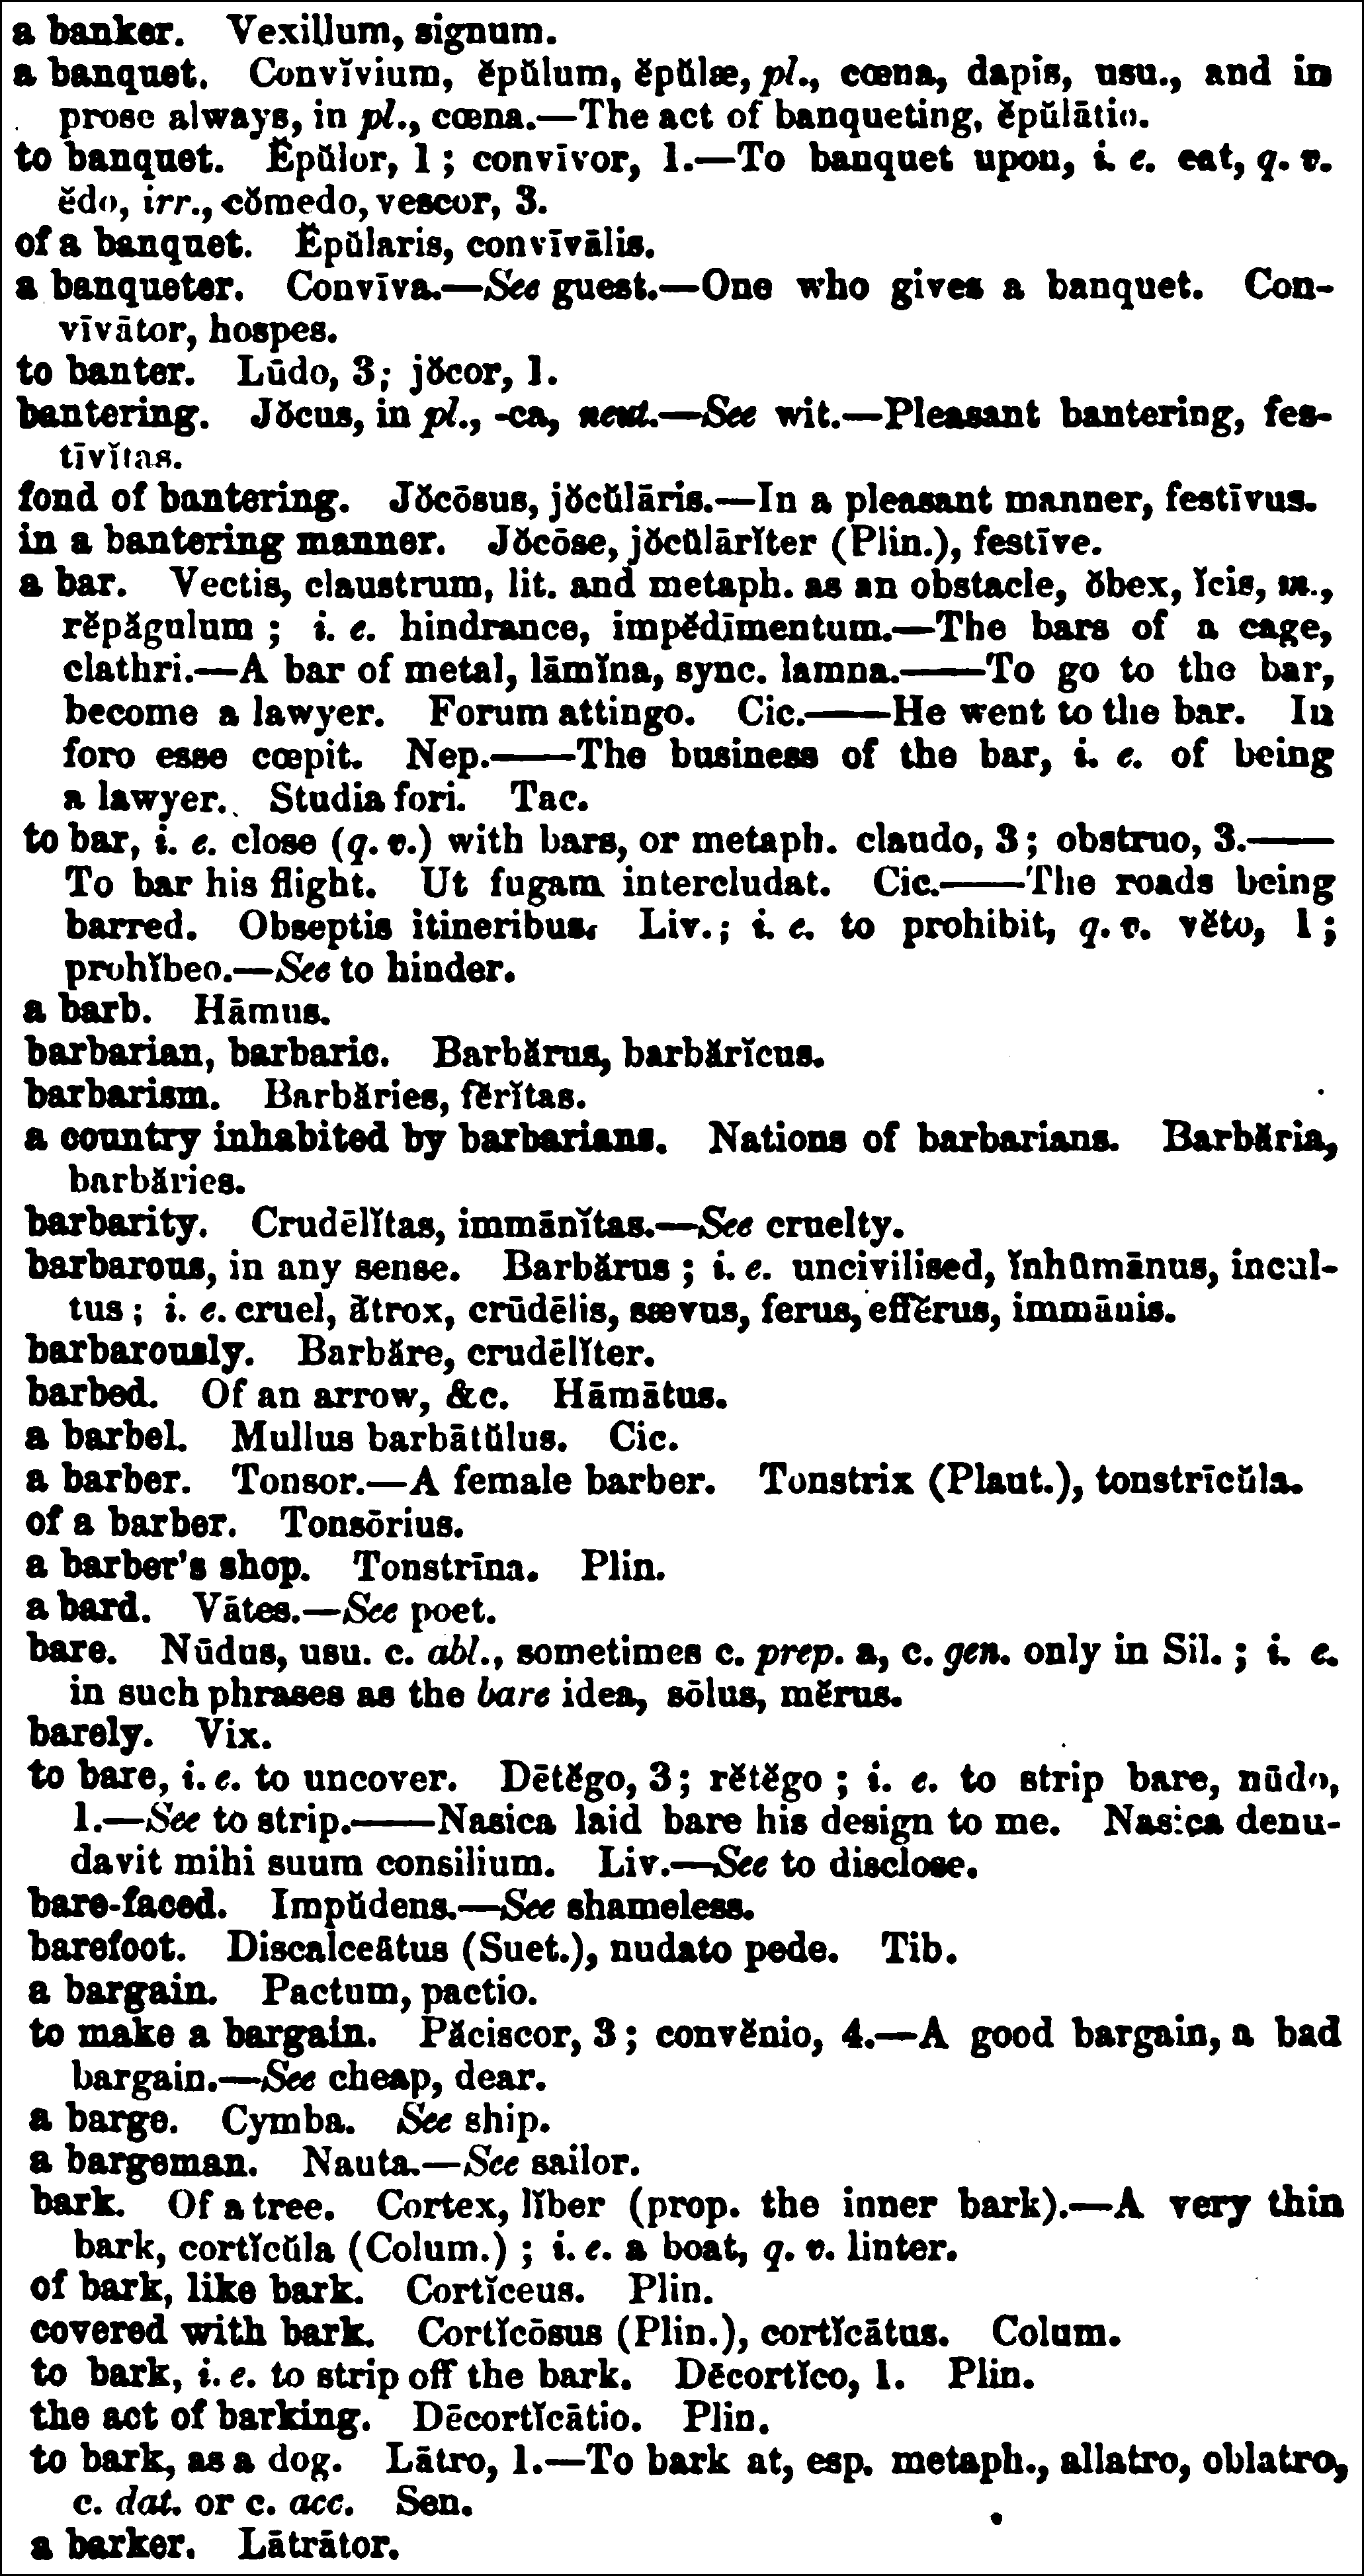 a banker. Vexillum, signum.
a banquet. Convĭvium, ĕpŭlum, ĕpŭlæ, pl., cœna, dapis, usu., and in
prose always, in pl., cœna.—The act of banqueting, ĕpŭlātio.
to banquet. Ĕpŭlor, 1; convīvor, 1.—To banquet upon, i. e. eat, q. v.
ĕdo, irr., cŏmedo, vescor, 3.
of a banquet. Ĕpŭlaris, convīvālis.
a banqueter. Convīva.—See guest.—One who gives a banquet. Con-
vīvātor, hospes.
to banter. Lūdo, 3; jŏcor, 1.
bantering. Jŏcus, in pl., -ca, neut.—See wit.—Pleasant bantering, fes-
tīvĭtas.
fond of bantering. Jŏcōsus, jŏcŭlāris.—In a pleasant manner, festīvus.
in a bantering manner. Jŏcōse, jŏcŭlārĭter (Plin.), festīve.
a bar. Vectis, claustrum, lit. and metaph. as an obstacle, ŏbex, ĭcis, m.,
rĕpăgulum; i. e. hindrance, impĕdīmentum.—The bars of a cage,
clathri.—A bar of metal, lāmĭna, sync. lamna.——To go to the bar,
become a lawyer. Forum attingo. Cic.——He went to the bar. In
foro esse cœpit. Nep.——The business of the bar, i. e. of being
a lawyer. Studia fori. Tac.
to bar, i. e. close (q. v.) with bars, or metaph. claudo, 3; obstruo, 3.——
To bar his flight. Ut fugam intercludat. Cic.——The roads being
barred. Obseptis itineribus. Liv.; i. e. to prohibit, q. v. vĕto, 1;
prohĭbeo.—See to hinder.
a barb. Hāmus.
barbarian, barbaric. Barbărus, barbărĭcus.
barbarism. Barbăries, fĕrĭtas.
a country inhabited by barbarians. Nations of barbarians. Barbăria,
barbăries.
barbarity. Crudēlĭtas, immānĭtas.—See cruelty.
barbarous, in any sense. Barbărus; i. e. uncivilised, ĭnhūmānus, incul-
tus; i. e. cruel, ătrox, crūdēlis, sævus, ferus, effĕrus, immānis.
barbarously. Barbăre, crudēlĭter.
barbed. Of an arrow, &c. Hāmātus.
a barbel. Mullus barbātŭlus. Cic.
a barber. Tonsor.—A female barber. Tonstrix (Plaut.), tonstrīcŭla.
of a barber. Tonsōrius.
a barber's shop. Tonstrīna. Plin.
a bard. Vātes.—See poet.
bare. Nūdus, usu. c. abl., sometimes c. prep. a, c. gen. only in Sil.; i. e.
in such phrases as the bare idea, sōlus, mĕrus.
barely. Vix.
to bare, i. e. to uncover. Dētĕgo, 3; rĕtĕgo; i. e. to strip bare, nūdo,
1.—See to strip.——Nasica laid bare his design to me. Nasica denu-
davit mihi suum consilium. Liv.—See to disclose.
bare-faced. Impŭdens.—See shameless.
barefoot. Discalceātus (Suet.), nudato pede. Tib.
a bargain. Pactum, pactio.
to make a bargain. Păciscor, 3; convĕnio, 4.—A good bargain, a bad
bargain.—See cheap, dear.
a barge. Cymba. See ship.
a bargeman. Nauta.—See sailor.
bark. Of a tree. Cortex, lĭber (prop. the inner bark).—A very thin
bark, cortĭcŭla (Colum.); i. e. a boat, q. v. linter.
of bark, like bark. Cortĭceus. Plin.
covered with bark. Cortĭcōsus (Plin.), cortĭcātus. Colum.
to bark, i. e. to strip off the bark. Dēcortĭco, 1. Plin.
the act of barking. Dēcortĭcātio. Plin.
to bark, as a dog. Lātro, 1.—To bark at, esp. metaph., allatro, oblatro,
c. dat. or c. acc. Sen.
a barker. Lātrātor.